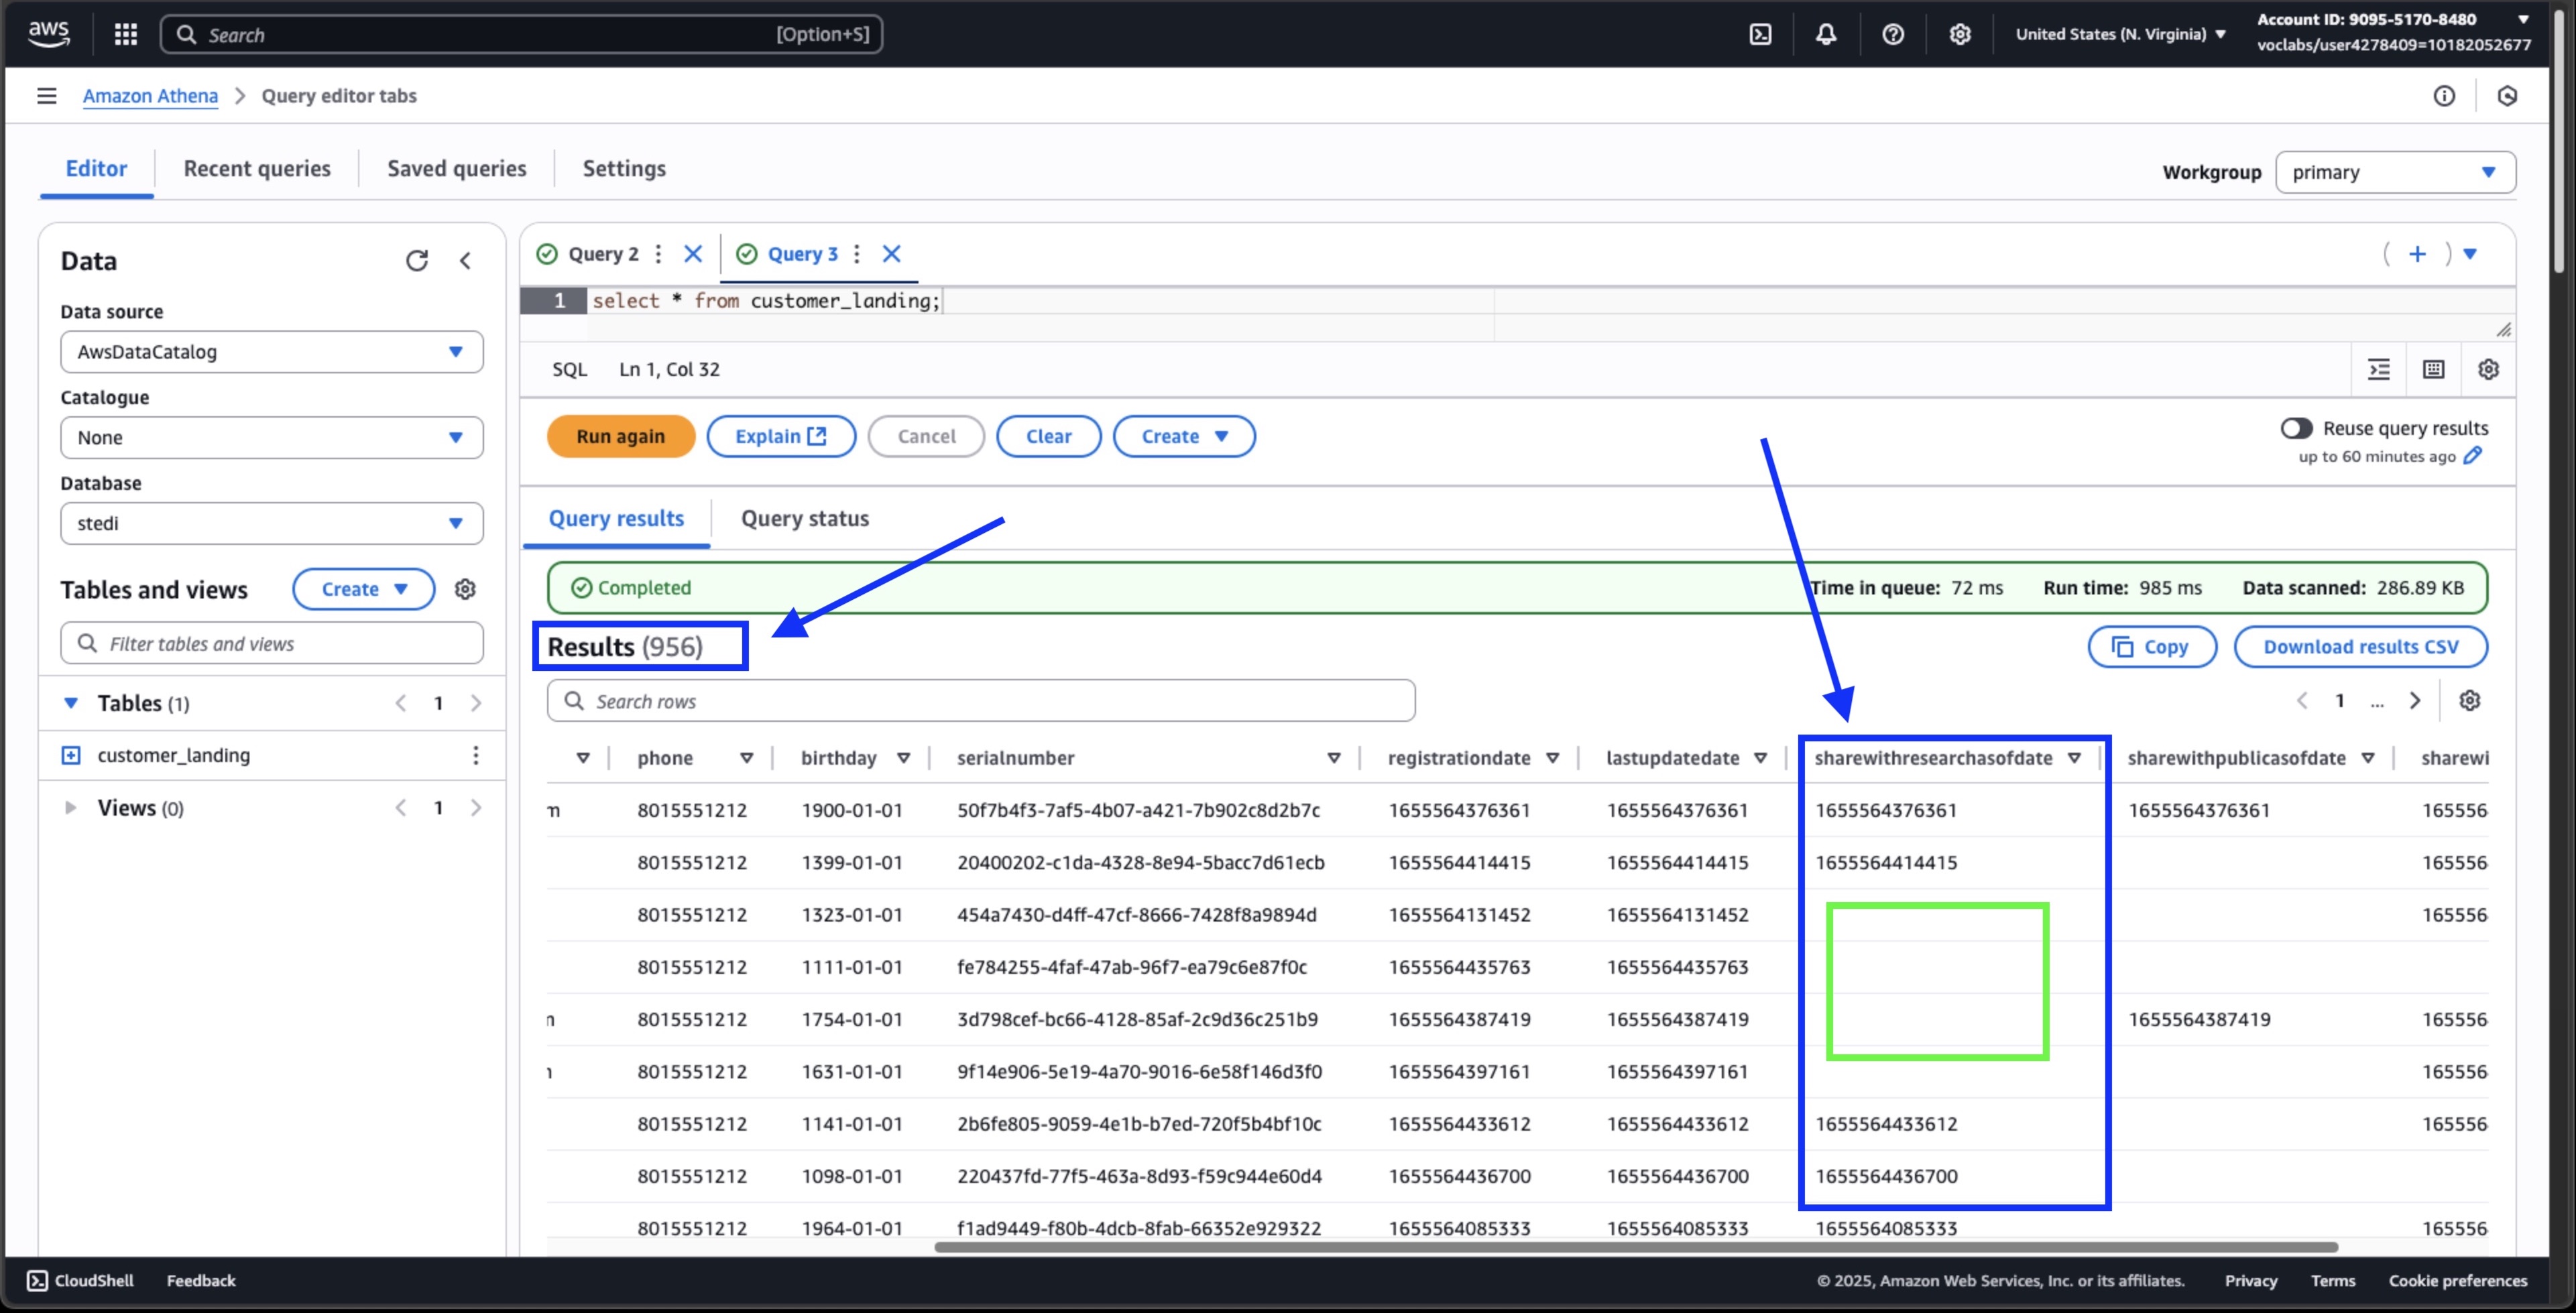 aws Search [Option+S] United States (N. Virginia) Account ID: 9095-5170-8480
voclabs/user4278409=10182052677
Amazon Athena > Query editor tabs
Editor Recent queries Saved queries Settings Workgroup primary
Data
Data source
AwsDataCatalog
Catalogue
None
Database
stedi
Tables and views Create
Filter tables and views
Tables (1) 1
customer_landing
Views (0) 1
Query 2 Query 3
1 select * from customer_landing;
SQL Ln 1, Col 32
Run again Explain Cancel Clear Create Reuse query results
up to 60 minutes ago
Query results Query status
Completed Time in queue: 72 ms Run time: 985 ms Data scanned: 286.89 KB
Results (956) Copy Download results CSV
Search rows 1 ...
phone birthday serialnumber registrationdate lastupdatedate sharewithresearchasofdate sharewithpublicasofdate sharewi
m 8015551212 1900-01-01 50f7b4f3-7af5-4b07-a421-7b902c8d2b7c 1655564376361 1655564376361 1655564376361 1655564376361 165556
8015551212 1399-01-01 20400202-c1da-4328-8e94-5bacc7d61ecb 1655564414415 1655564414415 1655564414415 165556
8015551212 1323-01-01 454a7430-d4ff-47cf-8666-7428f8a9894d 1655564131452 1655564131452 165556
8015551212 1111-01-01 fe784255-4faf-47ab-96f7-ea79c6e87f0c 1655564435763 1655564435763
8015551212 1754-01-01 3d798cef-bc66-4128-85af-2c9d36c251b9 1655564387419 1655564387419 1655564387419 165556
8015551212 1631-01-01 9f14e906-5e19-4a70-9016-6e58f146d3f0 1655564397161 1655564397161 165556
8015551212 1141-01-01 2b6fe805-9059-4e1b-b7ed-720f5b4bf10c 1655564433612 1655564433612 1655564433612 165556
8015551212 1098-01-01 220437fd-77f5-463a-8d93-f59c944e60d4 1655564436700 1655564436700 1655564436700
8015551212 1964-01-01 f1ad9449-f80b-4dcb-8fab-66352e929322 1655564085333 1655564085333 1655564085333 165556
CloudShell Feedback © 2025, Amazon Web Services, Inc. or its affiliates. Privacy Terms Cookie preferences